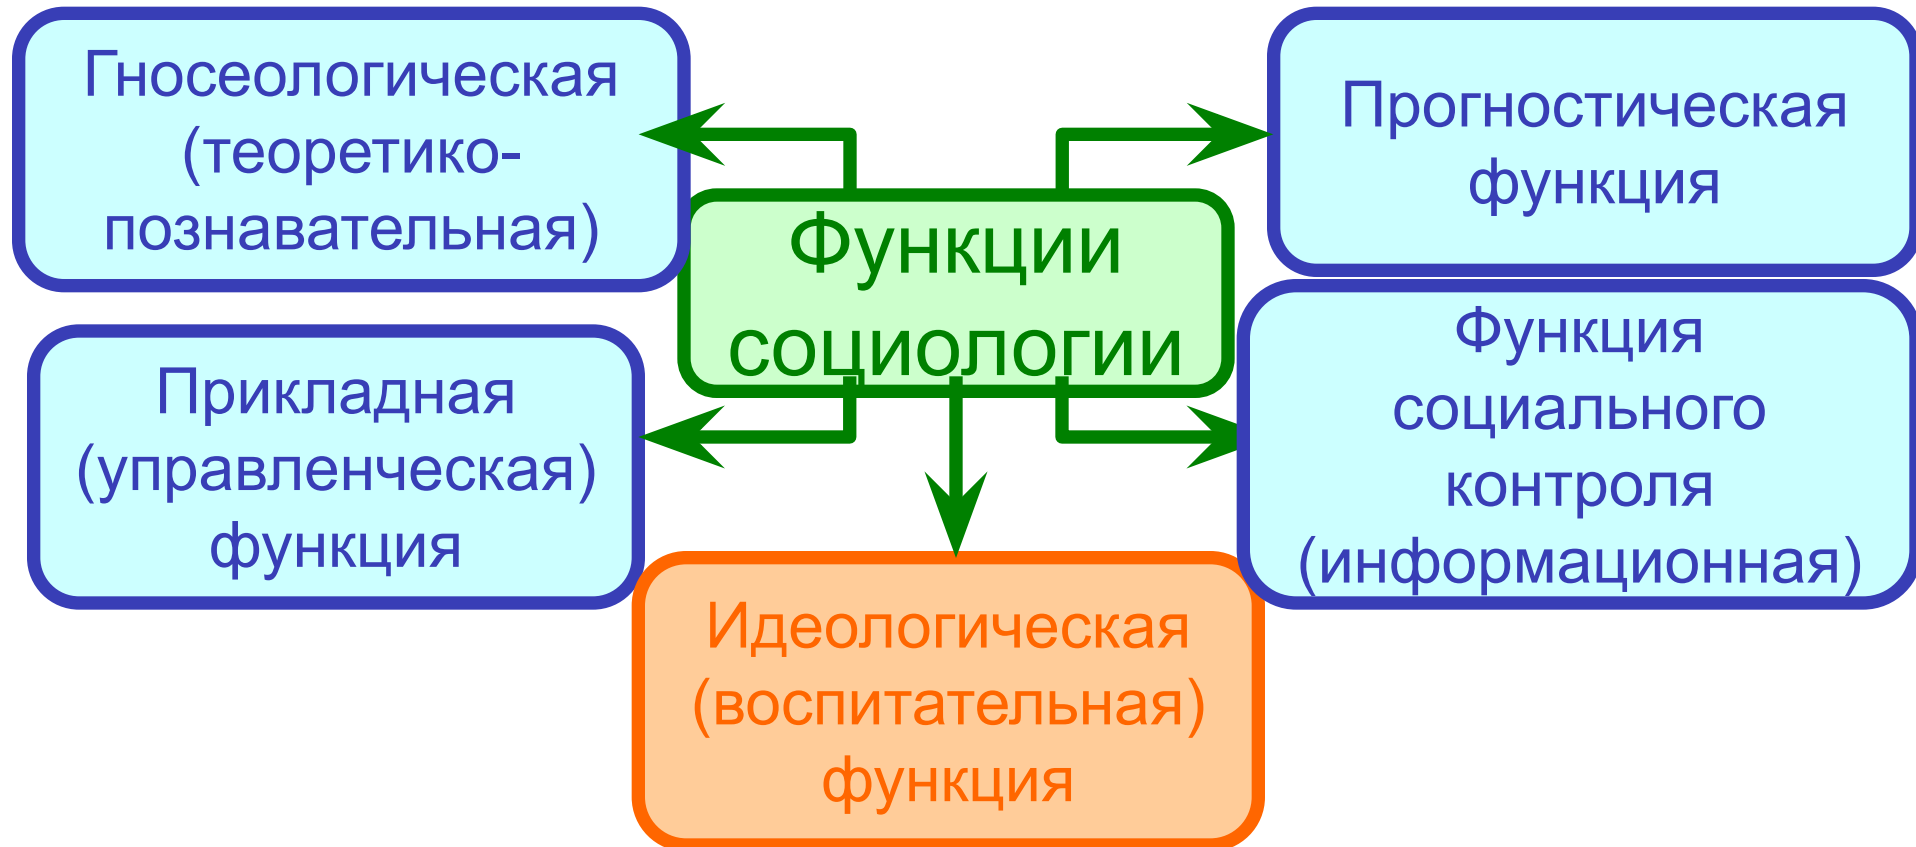 Гносеологическая
(теоретико-
познавательная)
Прогностическая
функция
Функции
социологии
Прикладная
(управленческая)
функция
Функция
социального
контроля
(информационная)
Идеологическая
(воспитательная)
функция